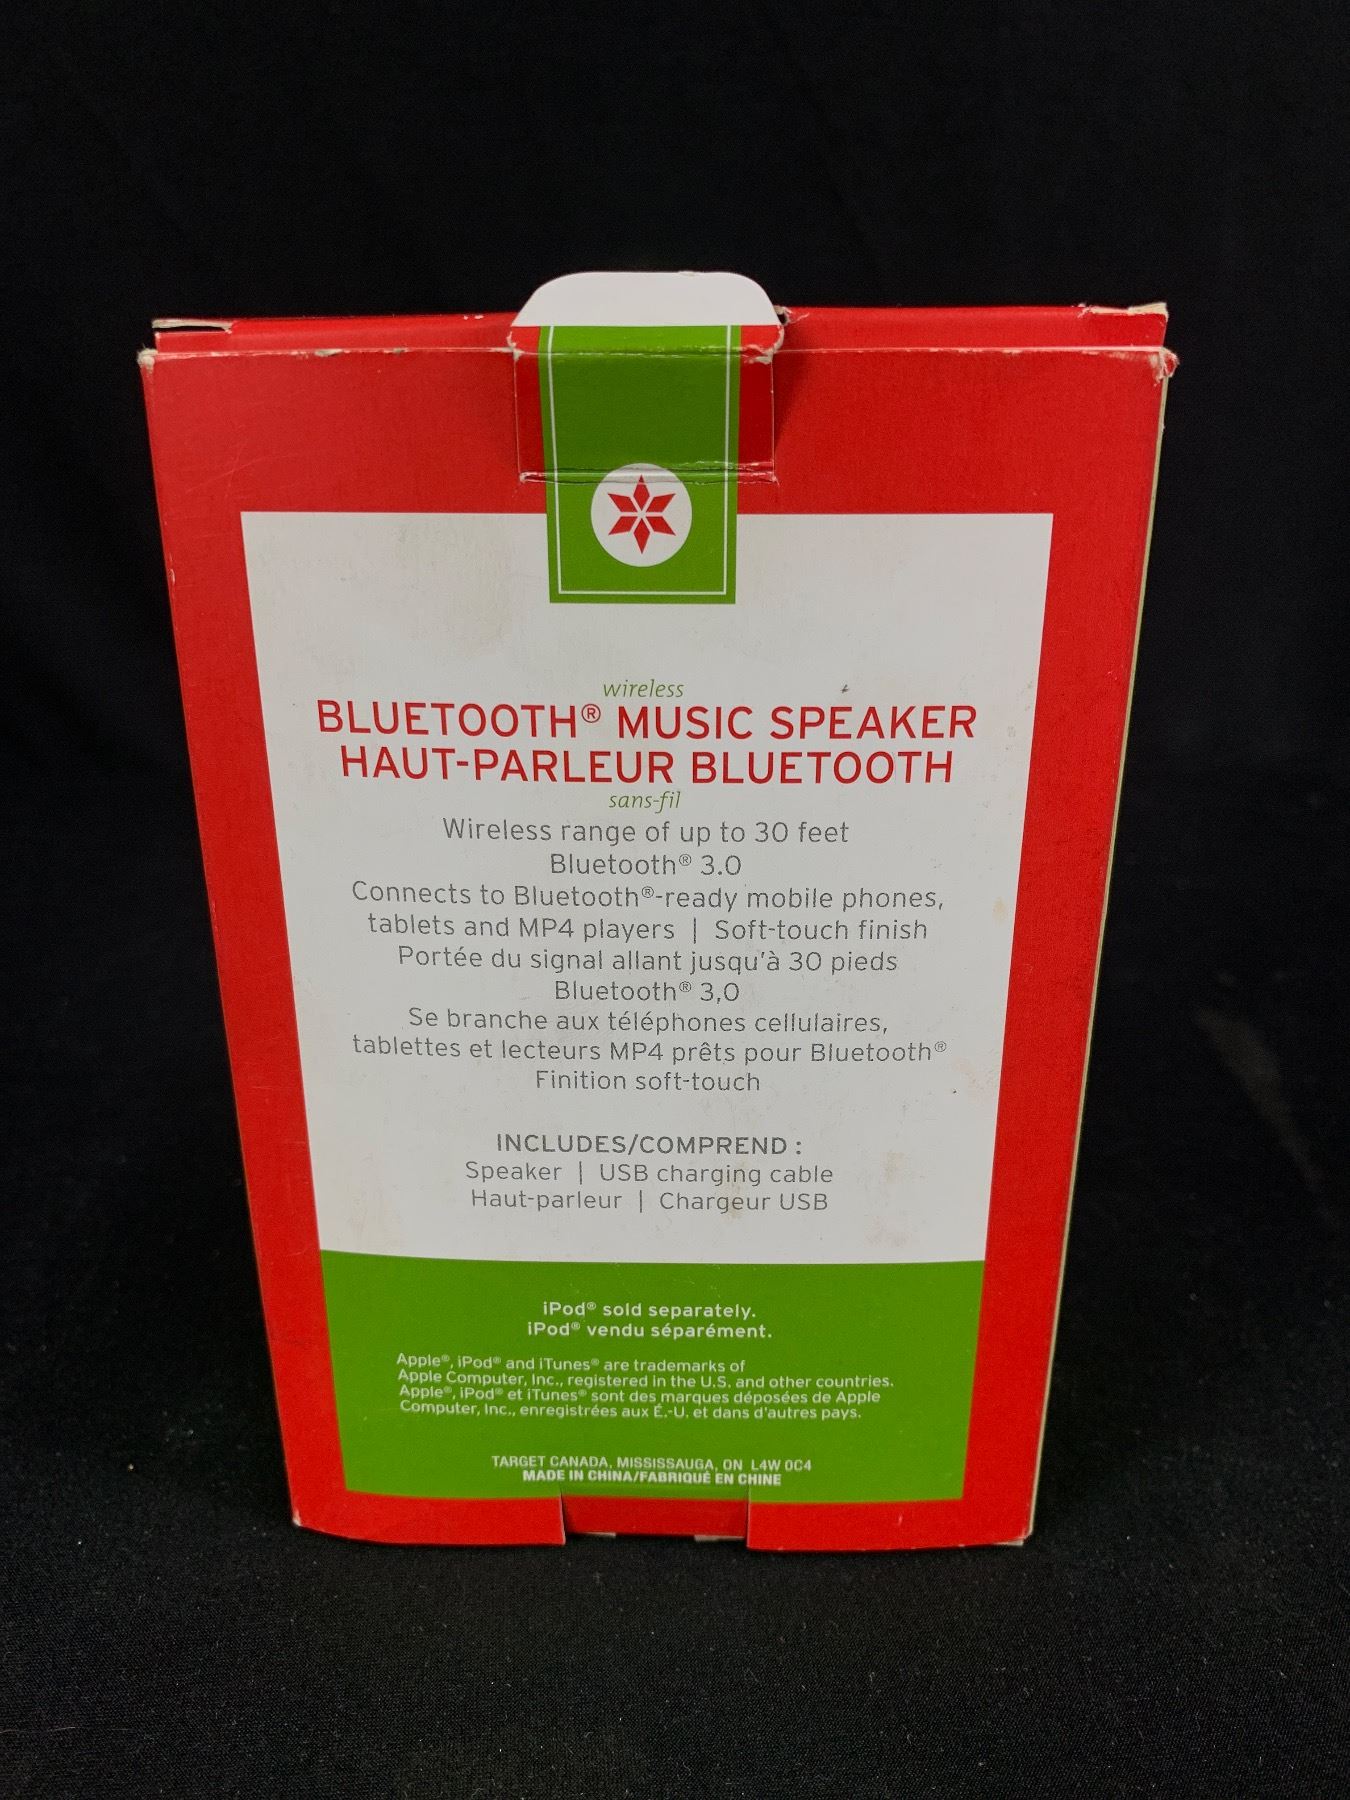 wireless
BLUETOOTH® MUSIC SPEAKER
HAUT-PARLEUR BLUETOOTH
sans-fil
Wireless range of up to 30 feet
Bluetooth® 3.0
Connects to Bluetooth®-ready mobile phones,
tablets and MP4 players | Soft-touch finish
Portée du signal allant jusqu'à 30 pieds
Bluetooth® 3,0
Se branche aux téléphones cellulaires,
tablettes et lecteurs MP4 prêts pour Bluetooth®
Finition soft-touch
INCLUDES/COMPREND :
Speaker | USB charging cable
Haut-parleur | Chargeur USB
iPod® sold separately.
iPod® vendu séparément.
Apple®, iPod® and iTunes® are trademarks of
Apple Computer, Inc., registered in the U.S. and other countries.
Apple®, iPod® et iTunes® sont des marques déposées de Apple
Computer, Inc., enregistrées aux É.-U. et dans d'autres pays.
TARGET CANADA, MISSISSAUGA, ON L4W 0C4
MADE IN CHINA/FABRIQUÉ EN CHINE